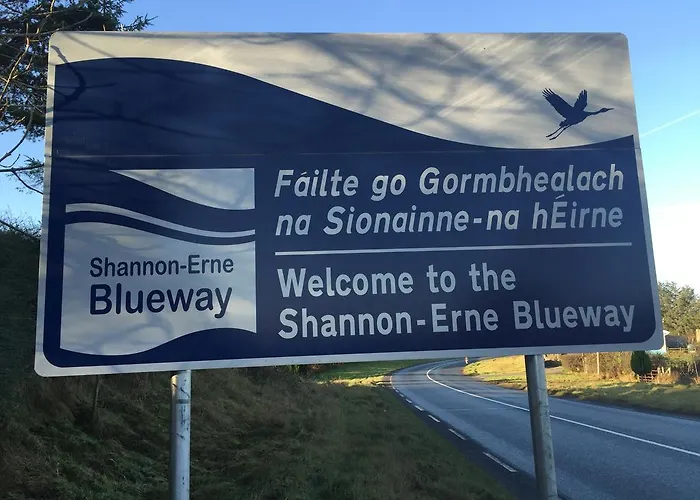 Fáilte go Gormbhealach
na Sionainne-na hÉirne
Shannon-Erne
Blueway
Welcome to the
Shannon-Erne Blueway